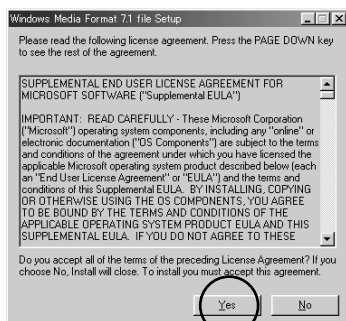 Windows Media Format 7.1 file Setup
Please read the following license agreement. Press the PAGE DOWN key
to see the rest of the agreement.
SUPPLEMENTAL END USER LICENSE AGREEMENT FOR
MICROSOFT SOFTWARE ("Supplemental EULA")
IMPORTANT: READ CAREFULLY - These Microsoft Corporation
("Microsoft") operating system components, including any "online" or
electronic documentation ("OS Components") are subject to the terms
and conditions of the agreement under which you have licensed the
applicable Microsoft operating system product described below (each
an "End User License Agreement" or "EULA") and the terms and
conditions of this Supplemental EULA. BY INSTALLING, COPYING
OR OTHERWISE USING THE OS COMPONENTS, YOU AGREE
TO BE BOUND BY THE TERMS AND CONDITIONS OF THE
APPLICABLE OPERATING SYSTEM PRODUCT EULA AND THIS
SUPPLEMENTAL EULA. IF YOU DO NOT AGREE TO THESE
Do you accept all of the terms of the preceding License Agreement? If you
choose No, Install will close. To install you must accept this agreement.
Yes
No